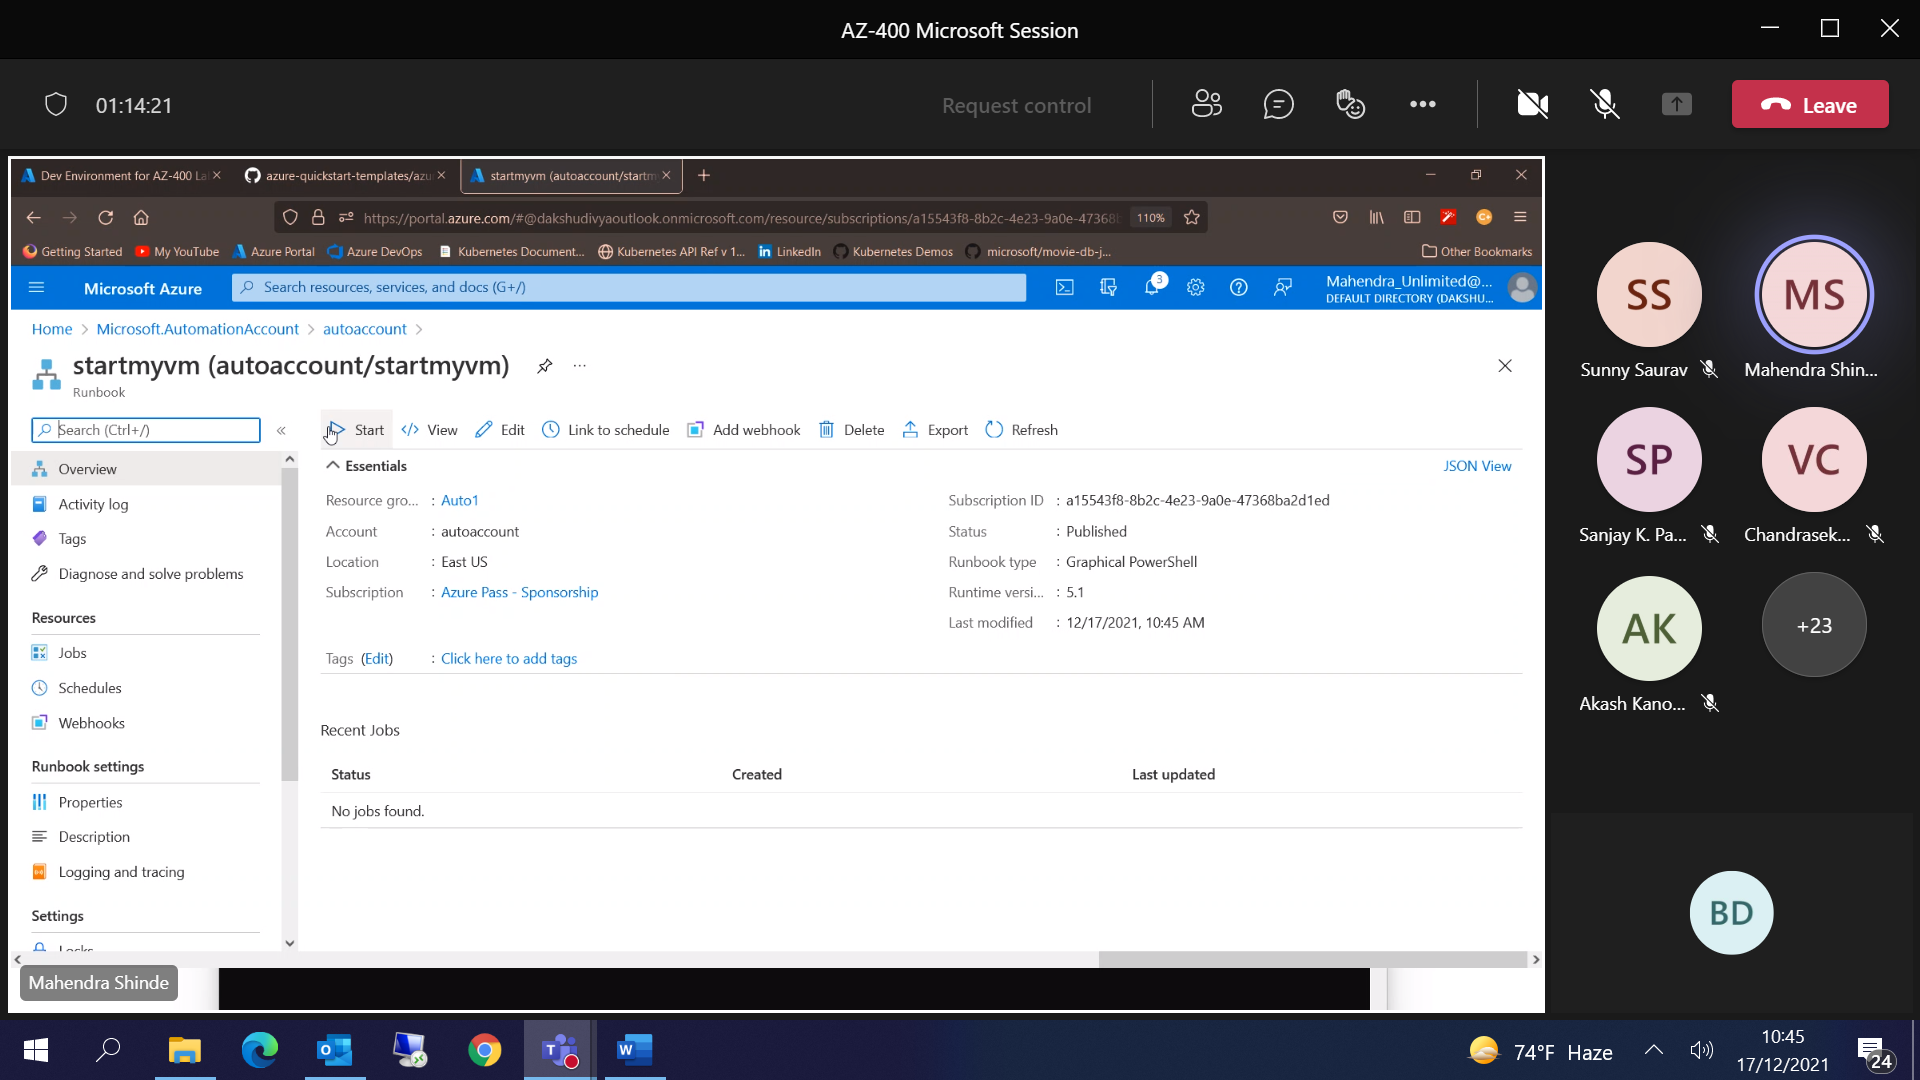 AZ-400 Microsoft Session
01:14:21
Request control
Leave
Dev Environment for AZ-400 La
azure-quickstart-templates/azu
startmyvm (autoaccount/startm
https://portal.azure.com/#@dakshudivyaoutlook.onmicrosoft.com/resource/subscriptions/a15543f8-8b2c-4e23-9a0e-47368
110%
Getting Started My YouTube Azure Portal Azure DevOps Kubernetes Document... Kubernetes API Ref v 1... LinkedIn Kubernetes Demos microsoft/movie-db-j... Other Bookmarks
Microsoft Azure
Search resources, services, and docs (G+/)
3
Mahendra_Unlimited@...
DEFAULT DIRECTORY (DAKSHU...
Home > Microsoft.AutomationAccount > autoaccount >
startmyvm (autoaccount/startmyvm)
...
Runbook
Search (Ctrl+/)
«
Start View Edit Link to schedule Add webhook Delete Export Refresh
Overview
Activity log
Tags
Diagnose and solve problems
Resources
Jobs
Schedules
Webhooks
Runbook settings
Properties
Description
Logging and tracing
Settings
Locks
Essentials
JSON View
Resource gro... : Auto1
Account : autoaccount
Location : East US
Subscription : Azure Pass - Sponsorship
Subscription ID : a15543f8-8b2c-4e23-9a0e-47368ba2d1ed
Status : Published
Runbook type : Graphical PowerShell
Runtime versi... : 5.1
Last modified : 12/17/2021, 10:45 AM
Tags (Edit) : Click here to add tags
Recent Jobs
Status Created Last updated
No jobs found.
Mahendra Shinde
SS
Sunny Saurav
MS
Mahendra Shin...
SP
Sanjay K. Pa...
VC
Chandrasek...
AK
Akash Kano...
+23
BD
74°F Haze
10:45
17/12/2021
24